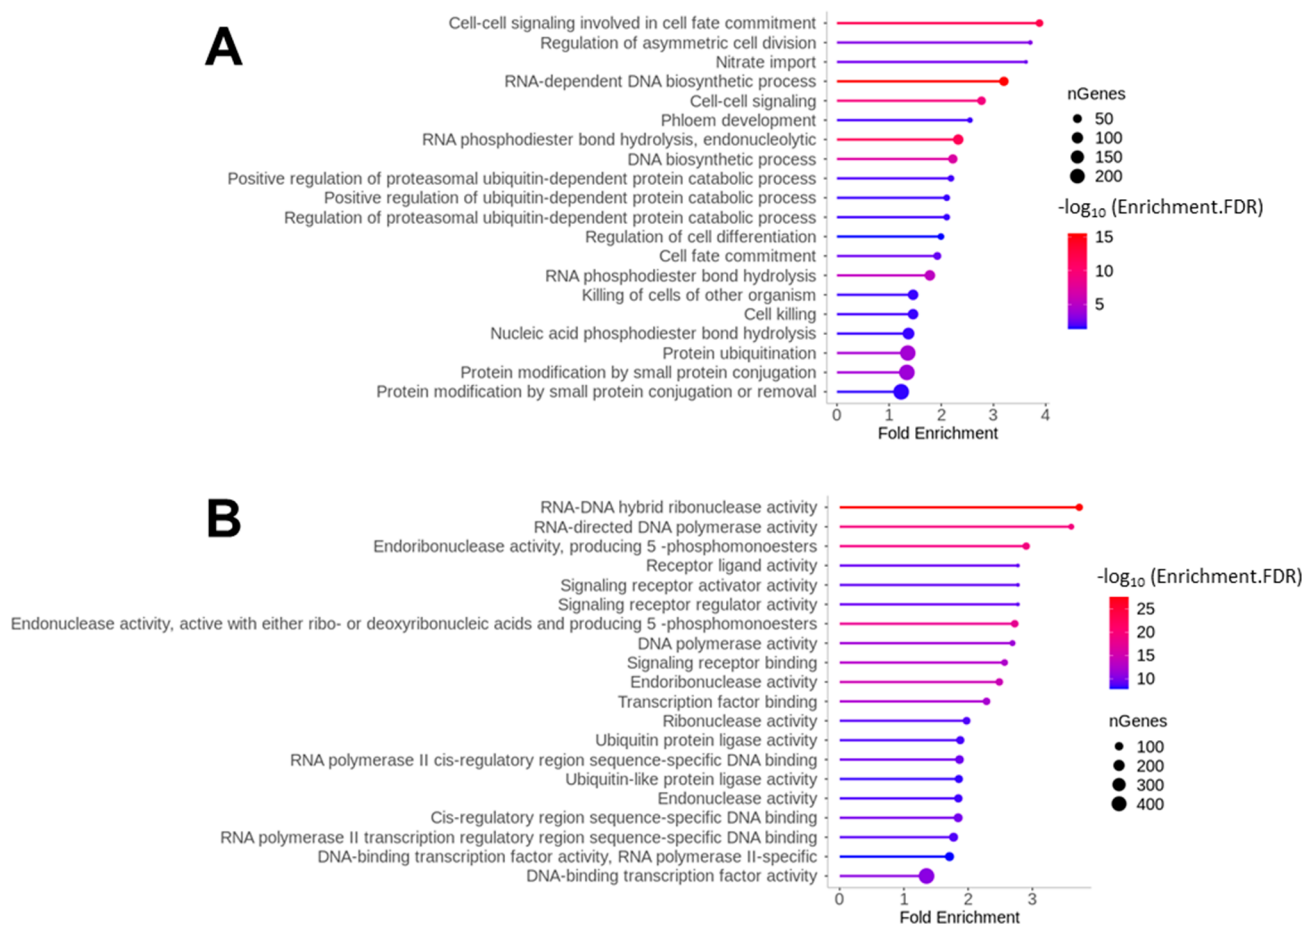 A
Cell-cell signaling involved in cell fate commitment
Regulation of asymmetric cell division
Nitrate import
RNA-dependent DNA biosynthetic process
Cell-cell signaling
Phloem development
RNA phosphodiester bond hydrolysis, endonucleolytic
DNA biosynthetic process
Positive regulation of proteasomal ubiquitin-dependent protein catabolic process
Positive regulation of ubiquitin-dependent protein catabolic process
Regulation of proteasomal ubiquitin-dependent protein catabolic process
Regulation of cell differentiation
Cell fate commitment
RNA phosphodiester bond hydrolysis
Killing of cells of other organism
Cell killing
Nucleic acid phosphodiester bond hydrolysis
Protein ubiquitination
Protein modification by small protein conjugation
Protein modification by small protein conjugation or removal
0 1 2 3 4
Fold Enrichment
nGenes
50
100
150
200
-log₁₀ (Enrichment.FDR)
15
10
5
B
RNA-DNA hybrid ribonuclease activity
RNA-directed DNA polymerase activity
Endoribonuclease activity, producing 5 -phosphomonoesters
Receptor ligand activity
Signaling receptor activator activity
Signaling receptor regulator activity
Endonuclease activity, active with either ribo- or deoxyribonucleic acids and producing 5 -phosphomonoesters
DNA polymerase activity
Signaling receptor binding
Endoribonuclease activity
Transcription factor binding
Ribonuclease activity
Ubiquitin protein ligase activity
RNA polymerase II cis-regulatory region sequence-specific DNA binding
Ubiquitin-like protein ligase activity
Endonuclease activity
Cis-regulatory region sequence-specific DNA binding
RNA polymerase II transcription regulatory region sequence-specific DNA binding
DNA-binding transcription factor activity, RNA polymerase II-specific
DNA-binding transcription factor activity
0 1 2 3
Fold Enrichment
-log₁₀ (Enrichment.FDR)
25
20
15
10
nGenes
100
200
300
400